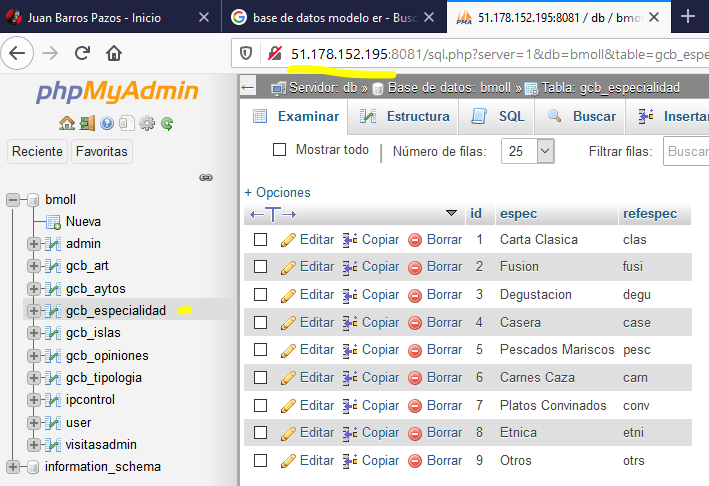 Juan Barros Pazos - Inicio
base de datos modelo er - Busc
51.178.152.195:8081 / db / bmol
51.178.152.195:8081/sql.php?server=1&db=bmoll&table=gcb_espe
phpMyAdmin
Reciente Favoritas
bmoll
Nueva
admin
gcb_art
gcb_aytos
gcb_especialidad
gcb_islas
gcb_opiniones
gcb_tipologia
ipcontrol
user
visitasadmin
information_schema
Servidor: db » Base de datos: bmoll » Tabla: gcb_especialidad
Examinar Estructura SQL Buscar Insertar
Mostrar todo Número de filas: 25 Filtrar filas: Buscar
+ Opciones
id espec refespec
Editar Copiar Borrar 1 Carta Clasica clas
Editar Copiar Borrar 2 Fusion fusi
Editar Copiar Borrar 3 Degustacion degu
Editar Copiar Borrar 4 Casera case
Editar Copiar Borrar 5 Pescados Mariscos pesc
Editar Copiar Borrar 6 Carnes Caza carn
Editar Copiar Borrar 7 Platos Convinados conv
Editar Copiar Borrar 8 Etnica etni
Editar Copiar Borrar 9 Otros otrs